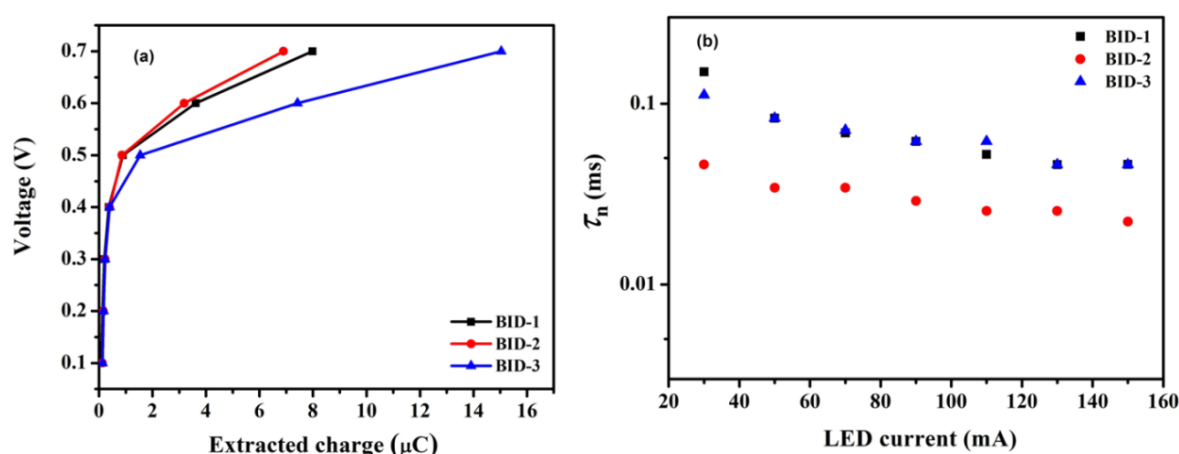 (a)
Voltage (V)
0.7
0.6
0.5
0.4
0.3
0.2
0.1
0 2 4 6 8 10 12 14 16
Extracted charge (μC)
BID-1
BID-2
BID-3
(b)
τn (ms)
0.1
0.01
20 40 60 80 100 120 140 160
LED current (mA)
BID-1
BID-2
BID-3